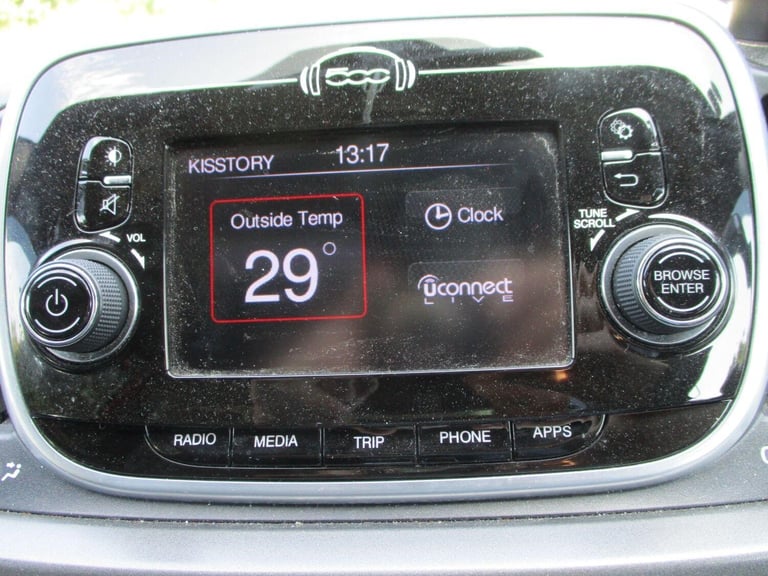 500
KISSTORY 13:17
Outside Temp
29°
Clock
uconnect
LIVE
VOL
TUNE
SCROLL
BROWSE
ENTER
RADIO MEDIA TRIP PHONE APPS